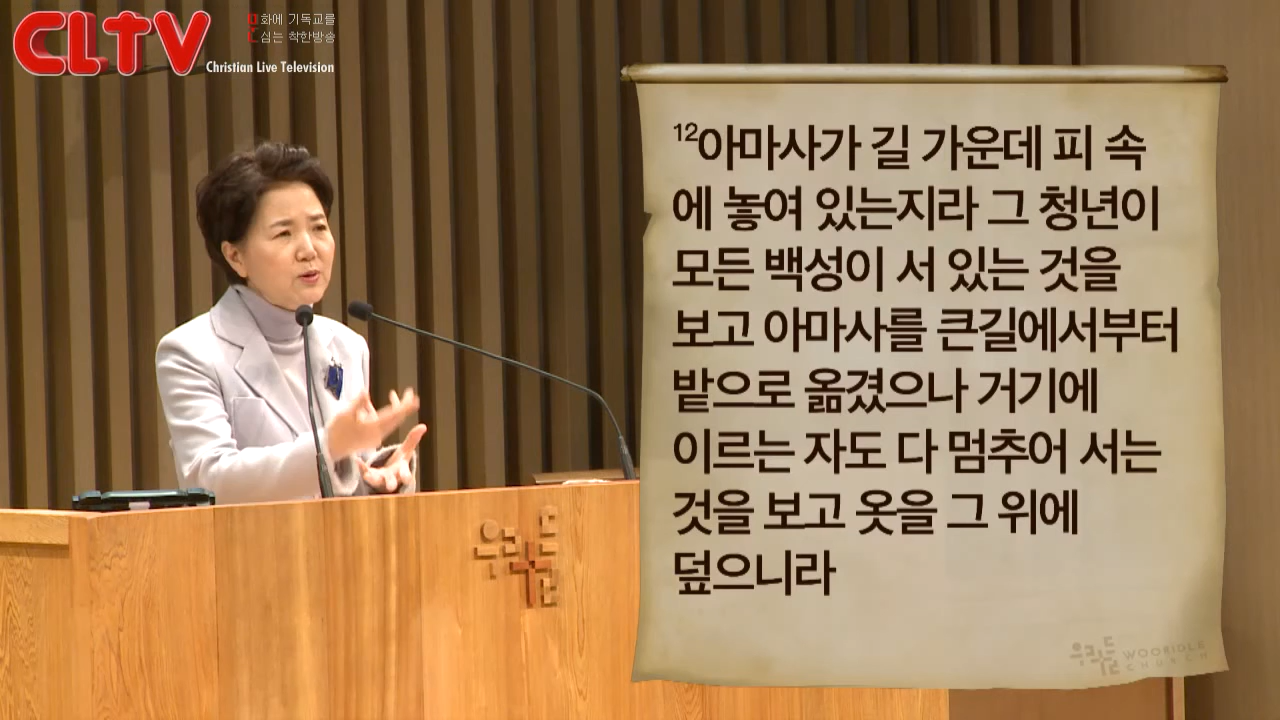 CLTV
문화에 기독교를
심는 착한방송
Christian Live Television
12아마사가 길 가운데 피 속
에 놓여 있는지라 그 청년이
모든 백성이 서 있는 것을
보고 아마사를 큰길에서부터
밭으로 옮겼으나 거기에
이르는 자도 다 멈추어 서는
것을 보고 옷을 그 위에
덮으니라
우리들
우리들
WOORIDLE
CHURCH